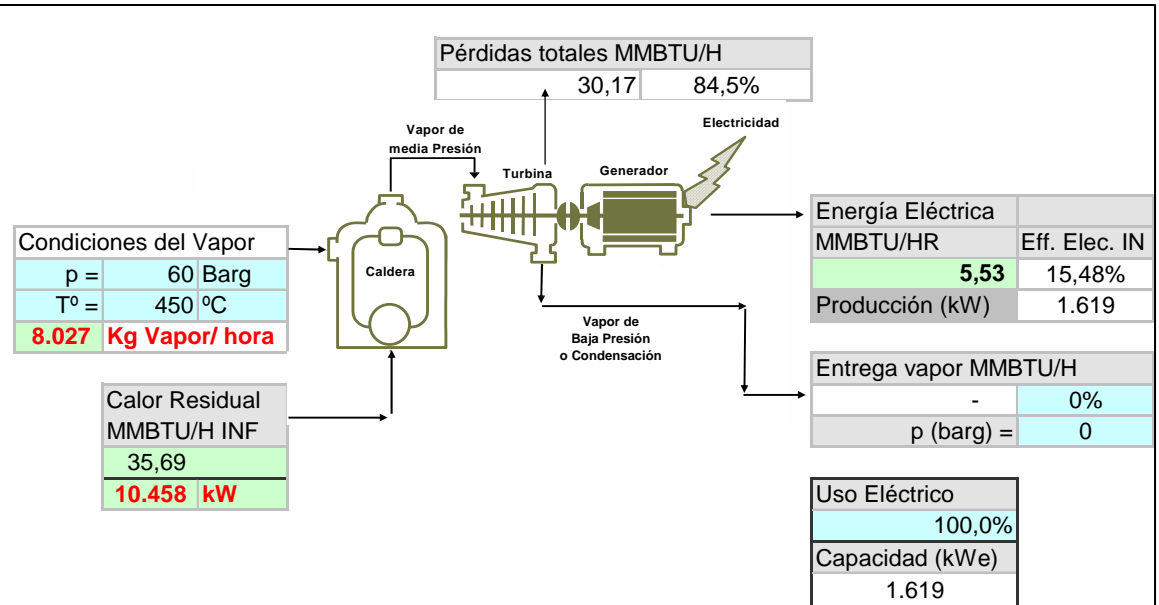 Pérdidas totales MMBTU/H
30,17 84,5%
Vapor de
media Presión
Electricidad
Turbina
Generador
Condiciones del Vapor
p = 60 Barg
Tº = 450 ºC
8.027 Kg Vapor/ hora
Caldera
Energía Eléctrica
MMBTU/HR Eff. Elec. IN
5,53 15,48%
Producción (kW) 1.619
Vapor de
Baja Presión
o Condensación
Entrega vapor MMBTU/H
- 0%
p (barg) = 0
Calor Residual
MMBTU/H INF
35,69
10.458 kW
Uso Eléctrico
100,0%
Capacidad (kWe)
1.619